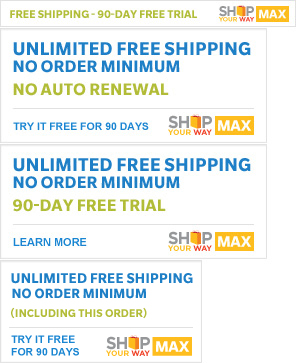 FREE SHIPPING - 90-DAY FREE TRIAL
SHOP YOUR WAY MAX
UNLIMITED FREE SHIPPING
NO ORDER MINIMUM
NO AUTO RENEWAL
TRY IT FREE FOR 90 DAYS
SHOP YOUR WAY MAX
UNLIMITED FREE SHIPPING
NO ORDER MINIMUM
90-DAY FREE TRIAL
LEARN MORE
SHOP YOUR WAY MAX
UNLIMITED FREE SHIPPING
NO ORDER MINIMUM
(INCLUDING THIS ORDER)
TRY IT FREE
FOR 90 DAYS
SHOP YOUR WAY MAX